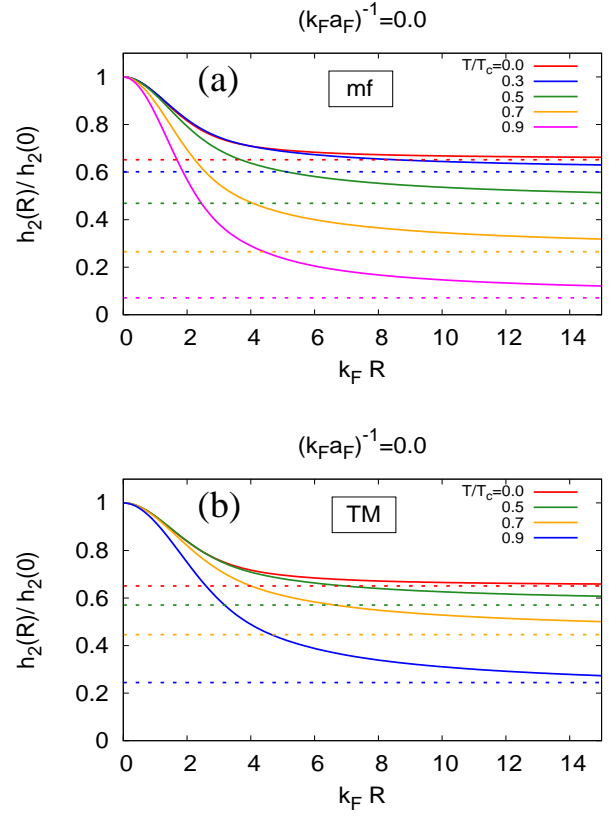 (k_F a_F)^-1=0.0
(a)
mf
T/T_c=0.0
0.3
0.5
0.7
0.9
h_2(R)/ h_2(0)
1
0.8
0.6
0.4
0.2
0
0 2 4 6 8 10 12 14
k_F R
(k_F a_F)^-1=0.0
(b)
TM
T/T_c=0.0
0.5
0.7
0.9
h_2(R)/ h_2(0)
1
0.8
0.6
0.4
0.2
0
0 2 4 6 8 10 12 14
k_F R